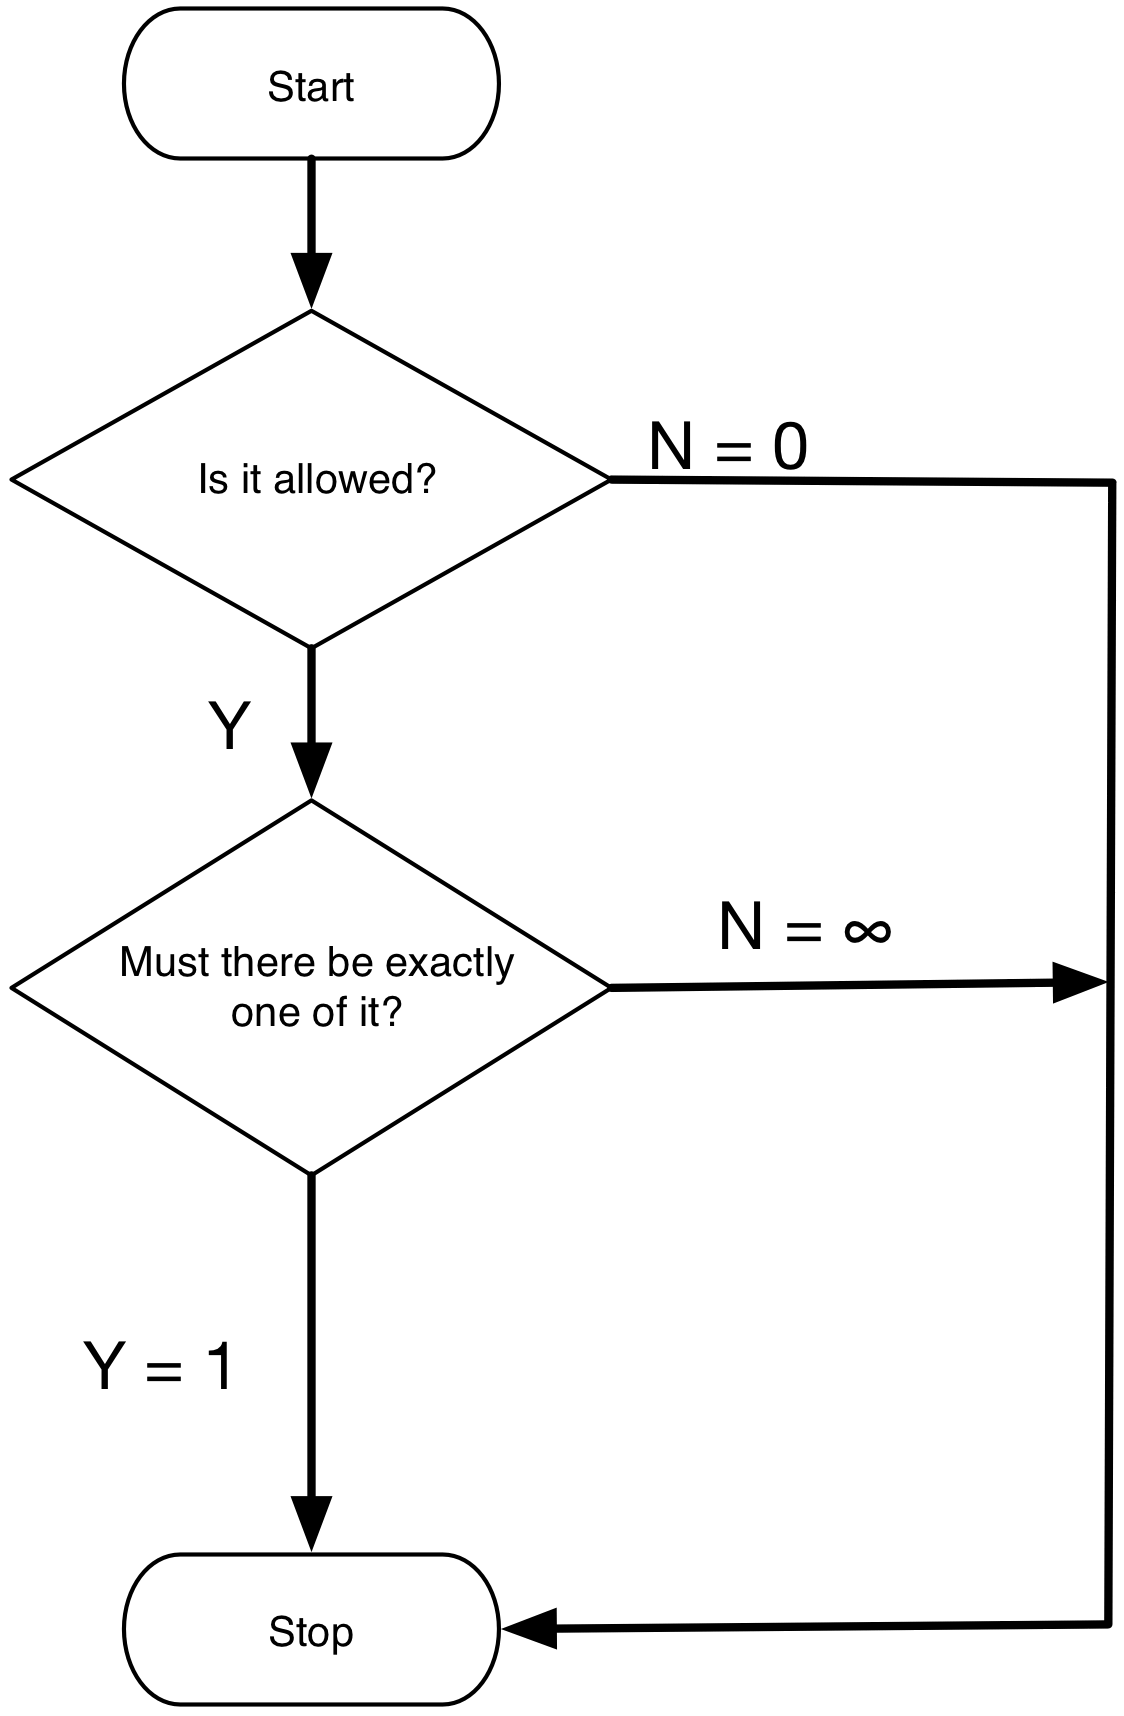 Start
Is it allowed?
N = 0
Y
Must there be exactly
one of it?
N = ∞
Y = 1
Stop